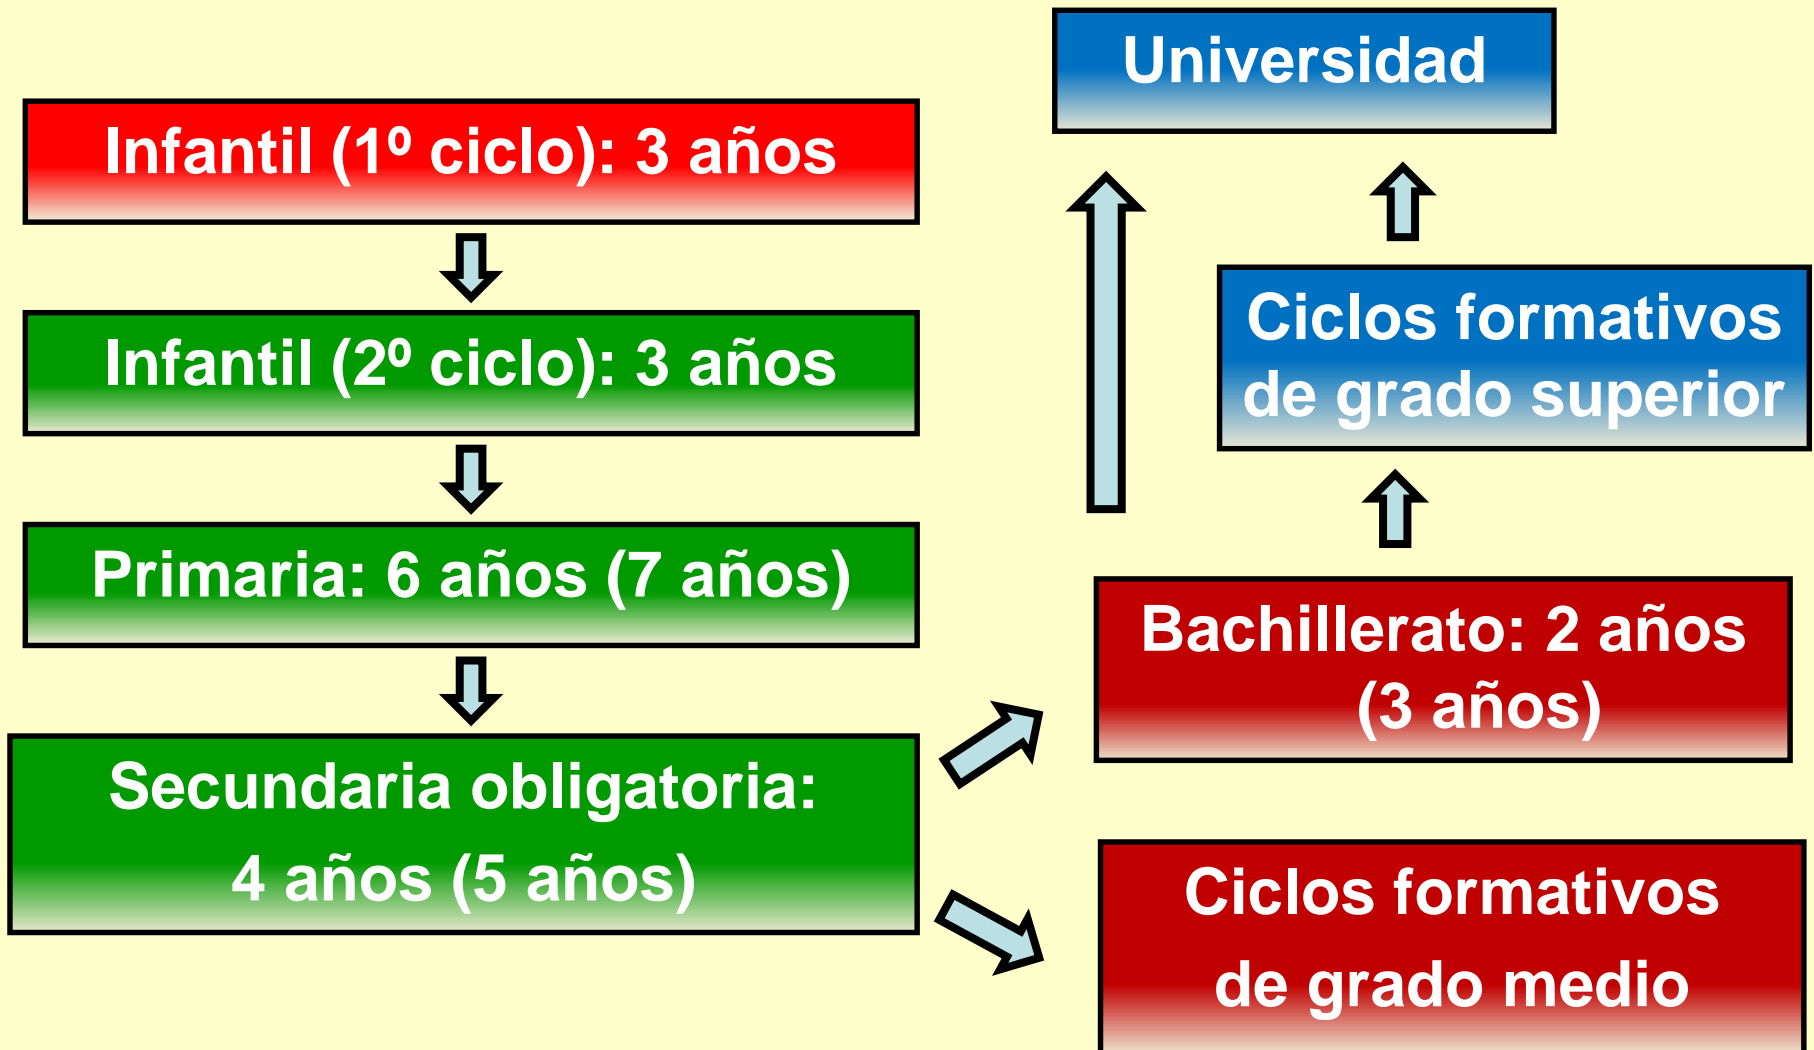 Infantil (1º ciclo): 3 años
Infantil (2º ciclo): 3 años
Primaria: 6 años (7 años)
Secundaria obligatoria:
4 años (5 años)
Universidad
Ciclos formativos
de grado superior
Bachillerato: 2 años
(3 años)
Ciclos formativos
de grado medio